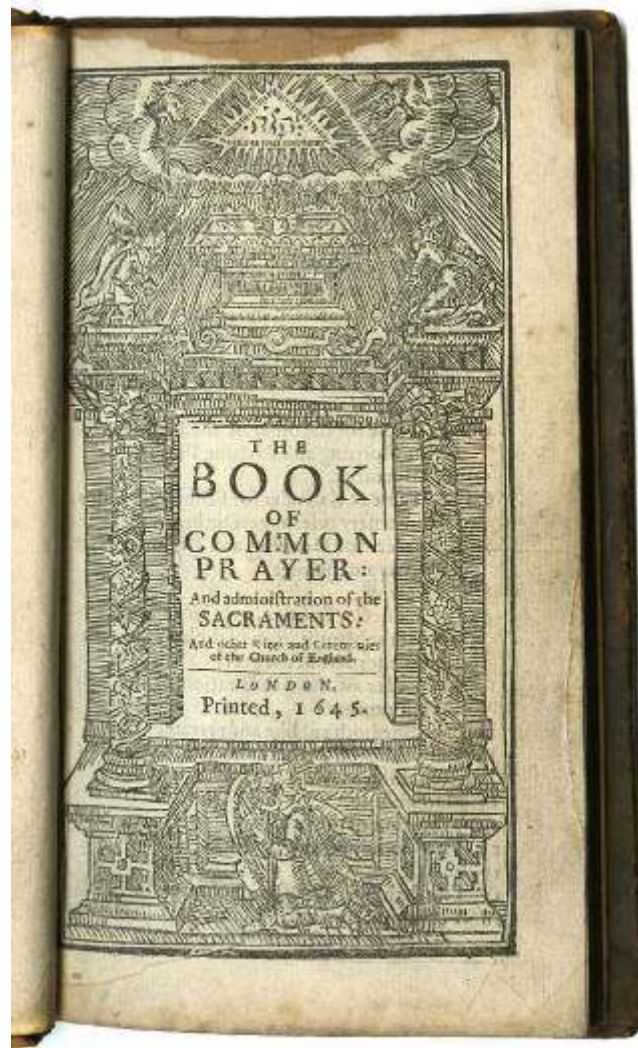 THE
BOOK
OF
COMMON
PRAYER:
And adminiſtration of the
SACRAMENTS:
And other Rites and Ceremonies
of the Church of England.
LONDON.
Printed, 1645.